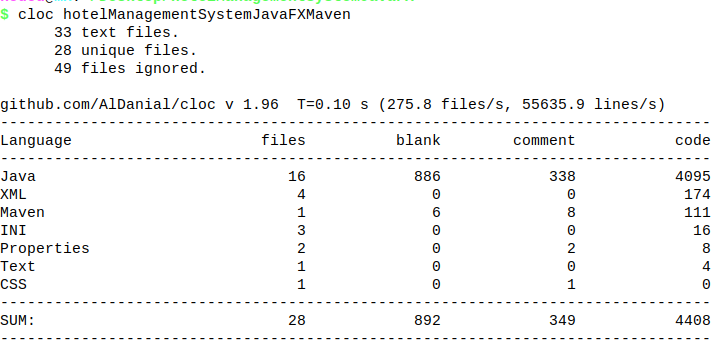 $ cloc hotelManagementSystemJavaFXMaven
      33 text files.
      28 unique files.
      49 files ignored.
github.com/AlDanial/cloc v 1.96  T=0.10 s (275.8 files/s, 55635.9 lines/s)
-------------------------------------------------------------------------------
Language                     files          blank        comment           code
-------------------------------------------------------------------------------
Java                            16            886            338           4095
XML                              4              0              0            174
Maven                            1              6              8            111
INI                              3              0              0             16
Properties                       2              0              2              8
Text                             1              0              0              4
CSS                              1              0              1              0
-------------------------------------------------------------------------------
SUM:                            28            892            349           4408
-------------------------------------------------------------------------------